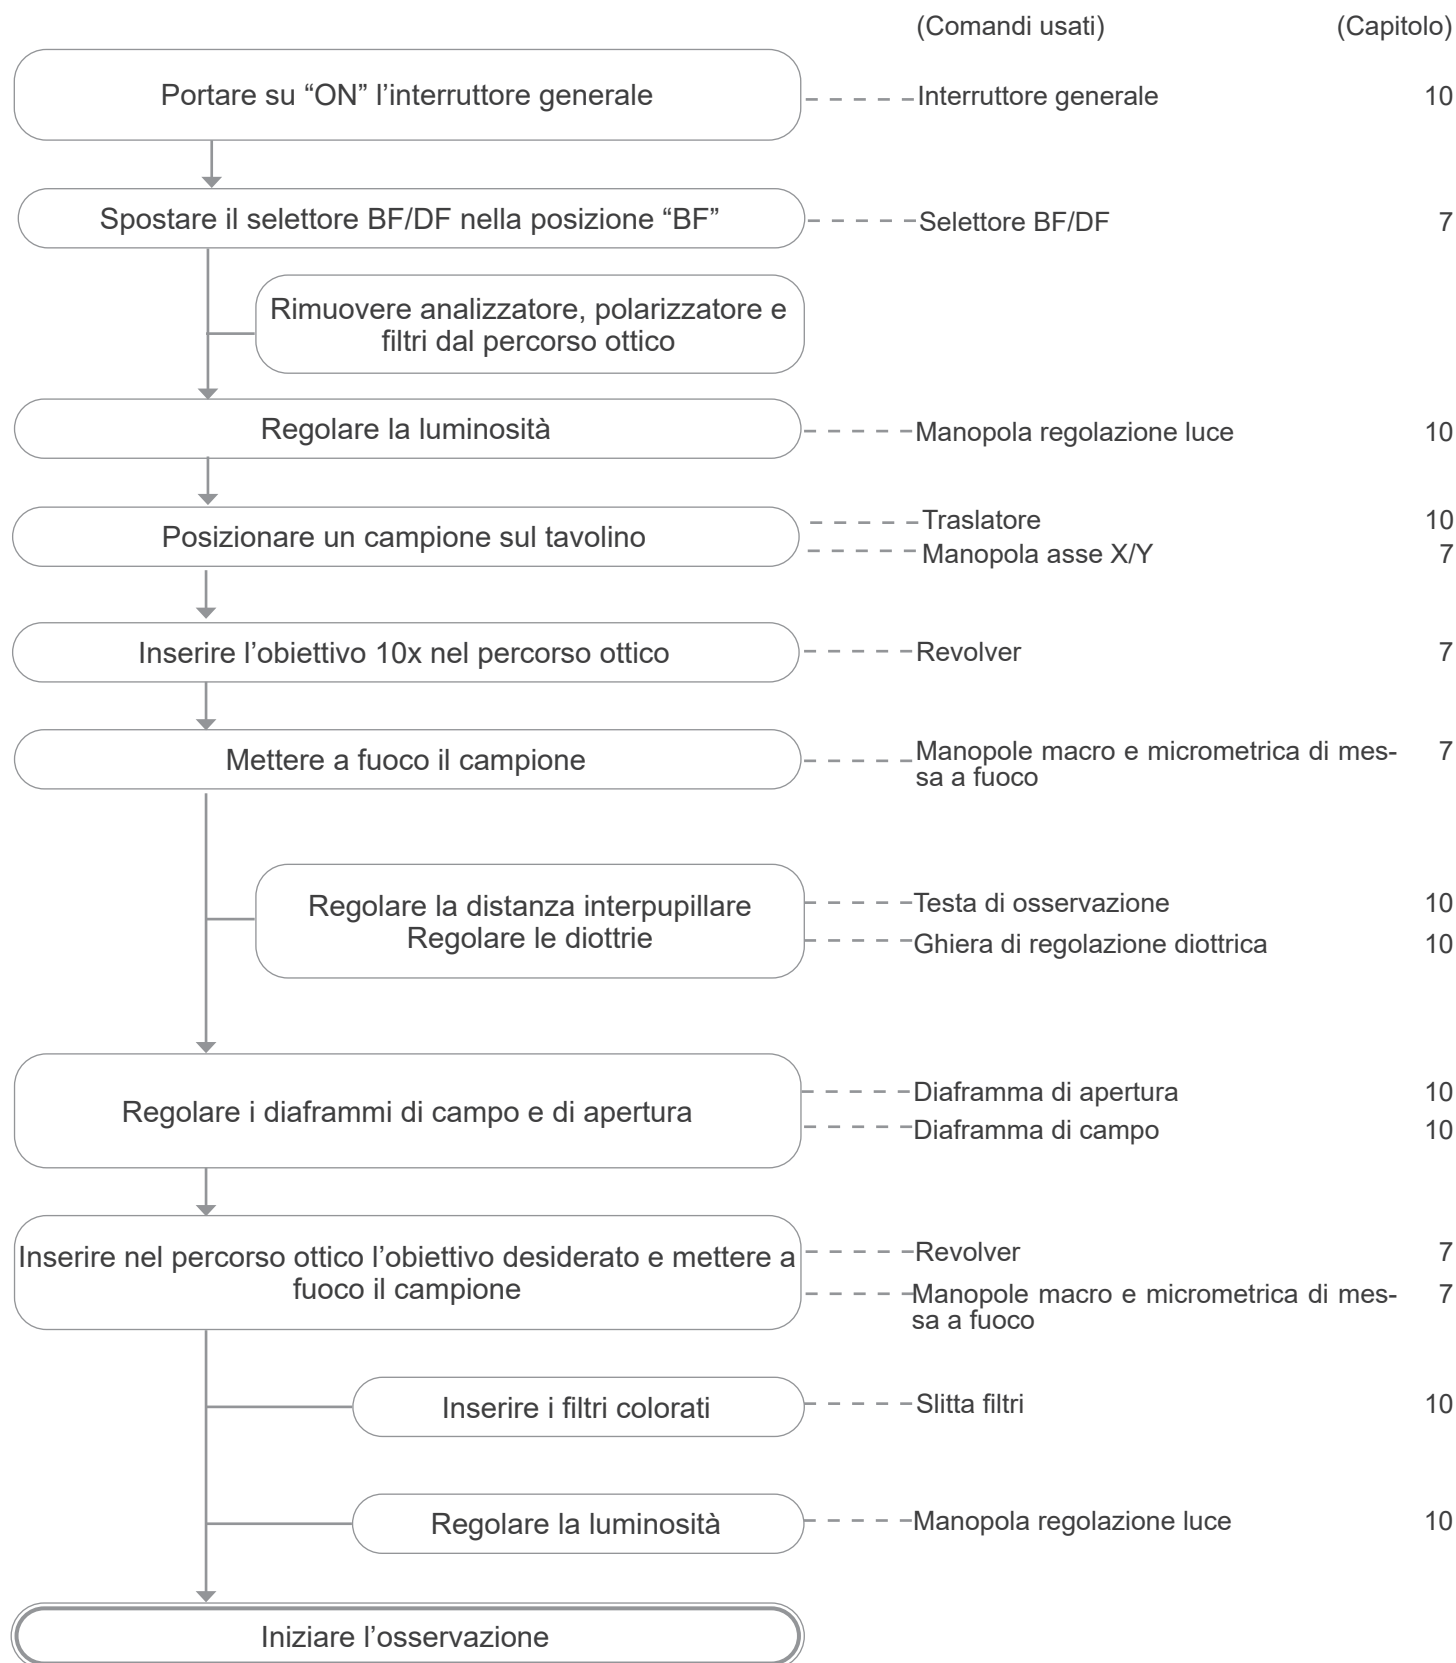 (Comandi usati) (Capitolo)
Portare su “ON” l’interruttore generale Interruttore generale 10
Spostare il selettore BF/DF nella posizione “BF” Selettore BF/DF 7
Rimuovere analizzatore, polarizzatore e
filtri dal percorso ottico
Regolare la luminosità Manopola regolazione luce 10
Traslatore 10
Posizionare un campione sul tavolino
Manopola asse X/Y 7
Inserire l’obiettivo 10x nel percorso ottico Revolver 7
Mettere a fuoco il campione Manopole macro e micrometrica di mes- 7
sa a fuoco
Regolare la distanza interpupillare Testa di osservazione 10
Regolare le diottrie Ghiera di regolazione diottrica 10
Diaframma di apertura 10
Regolare i diaframmi di campo e di apertura
Diaframma di campo 10
Inserire nel percorso ottico l’obiettivo desiderato e mettere a Revolver 7
fuoco il campione Manopole macro e micrometrica di mes- 7
sa a fuoco
Inserire i filtri colorati Slitta filtri 10
Regolare la luminosità Manopola regolazione luce 10
Iniziare l’osservazione